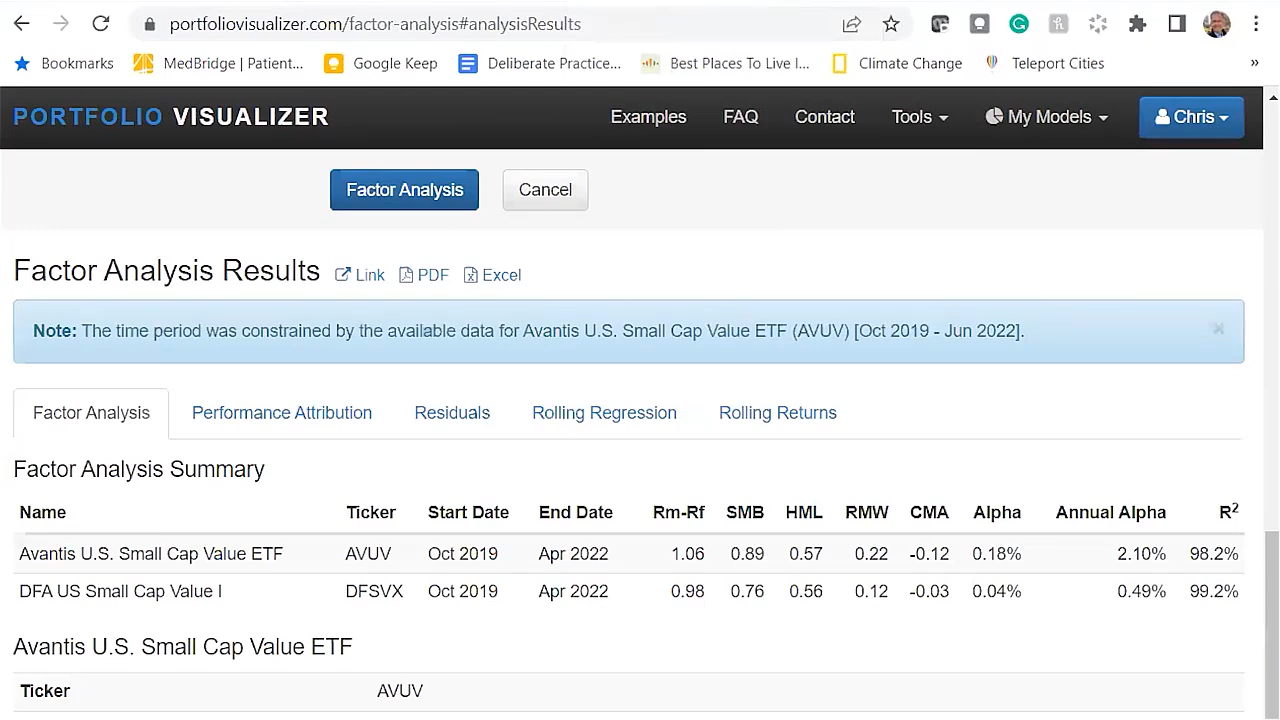 portfoliovisualizer.com/factor-analysis#analysisResults
Bookmarks MedBridge | Patient... Google Keep Deliberate Practice... Best Places To Live I... Climate Change Teleport Cities »
PORTFOLIO VISUALIZER Examples FAQ Contact Tools My Models Chris
Factor Analysis Cancel
Factor Analysis Results Link PDF Excel
Note: The time period was constrained by the available data for Avantis U.S. Small Cap Value ETF (AVUV) [Oct 2019 - Jun 2022]. ×
Factor Analysis Performance Attribution Residuals Rolling Regression Rolling Returns
Factor Analysis Summary
Name Ticker Start Date End Date Rm-Rf SMB HML RMW CMA Alpha Annual Alpha R²
Avantis U.S. Small Cap Value ETF AVUV Oct 2019 Apr 2022 1.06 0.89 0.57 0.22 -0.12 0.18% 2.10% 98.2%
DFA US Small Cap Value I DFSVX Oct 2019 Apr 2022 0.98 0.76 0.56 0.12 -0.03 0.04% 0.49% 99.2%
Avantis U.S. Small Cap Value ETF
Ticker AVUV